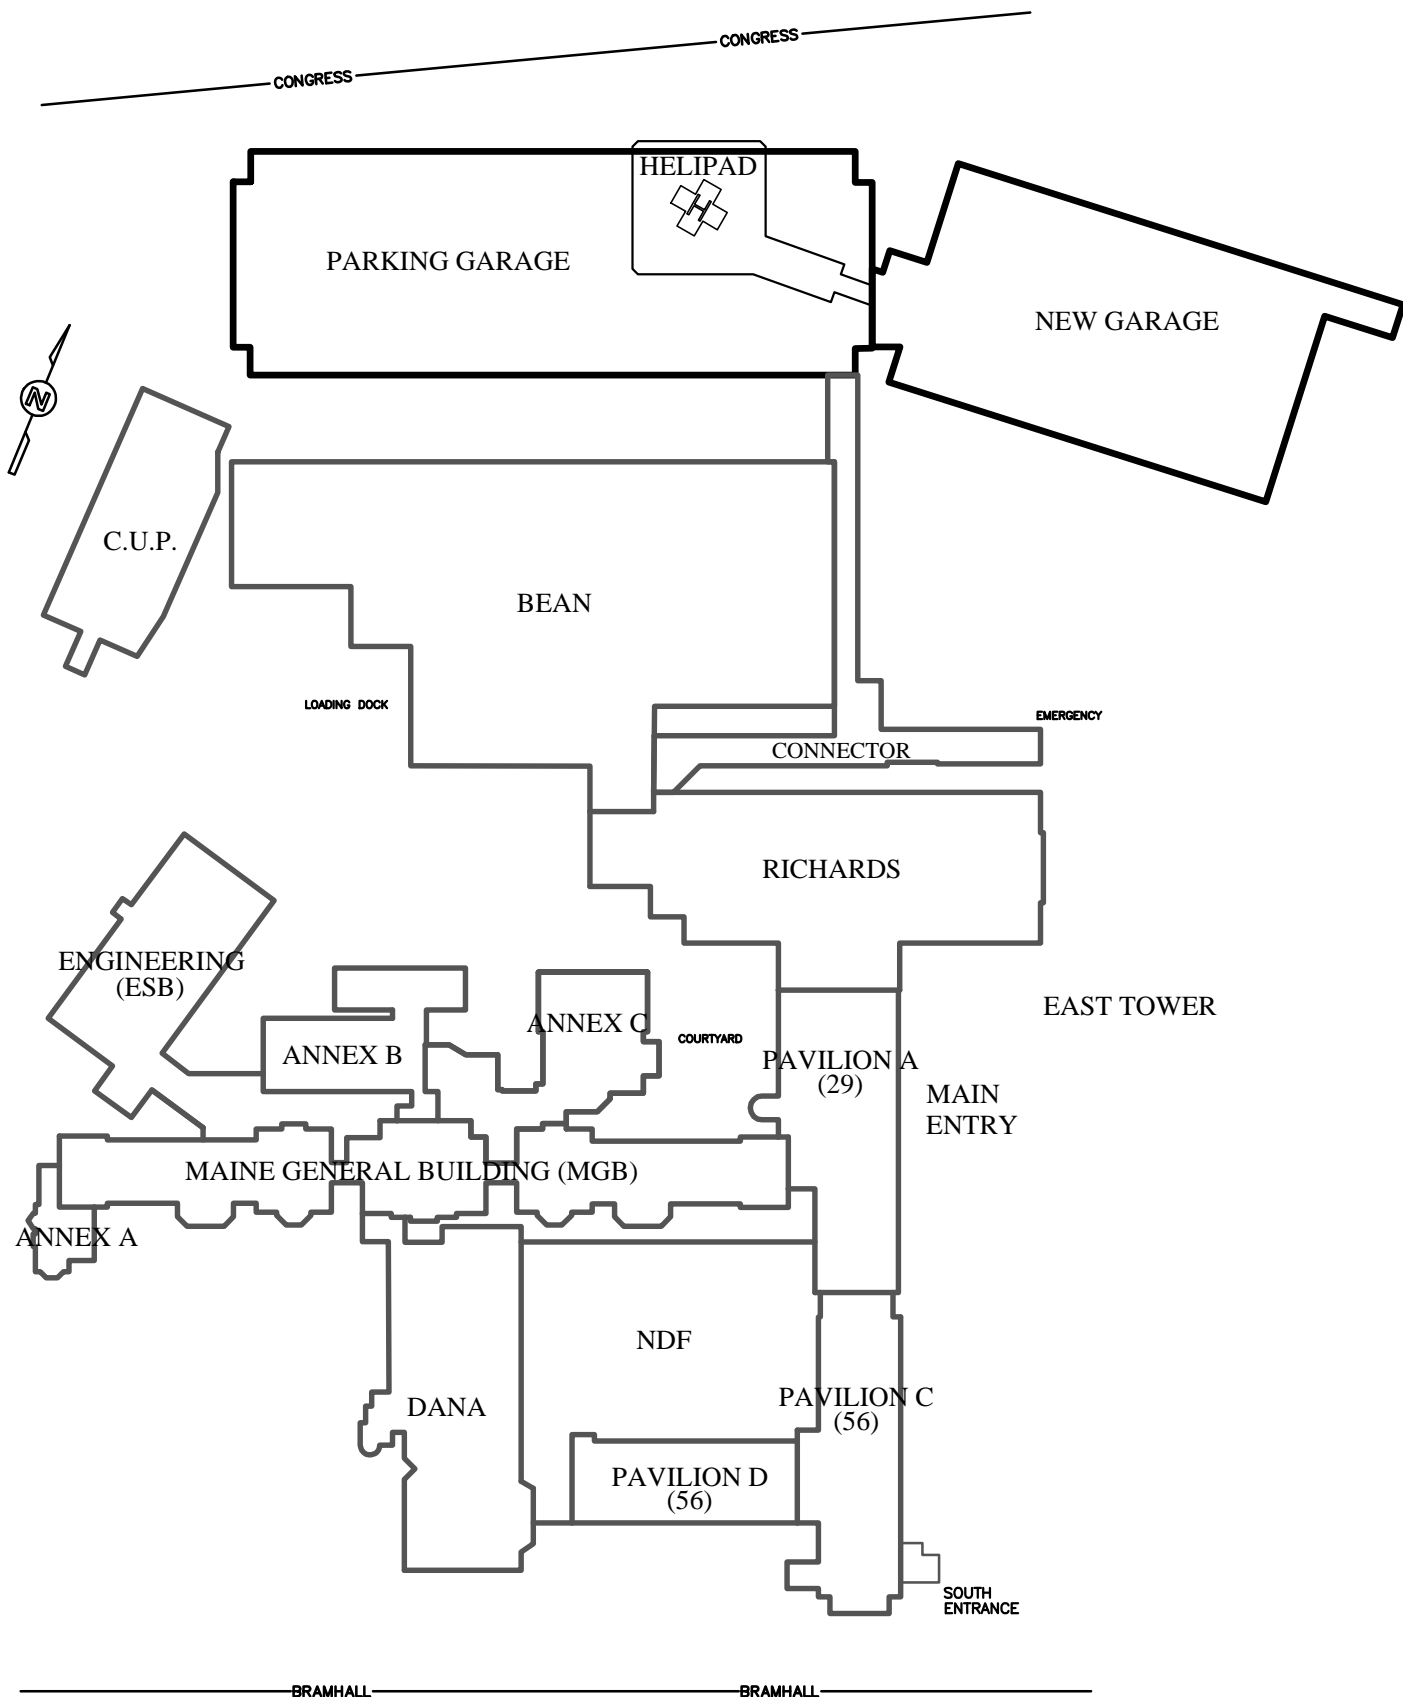 CONGRESS
CONGRESS
HELIPAD
H
PARKING GARAGE
NEW GARAGE
N
C.U.P.
BEAN
LOADING DOCK
EMERGENCY
CONNECTOR
RICHARDS
ENGINEERING
(ESB)
EAST TOWER
ANNEX C
COURTYARD
ANNEX B
PAVILION A
(29)
MAIN
ENTRY
MAINE GENERAL BUILDING (MGB)
ANNEX A
NDF
PAVILION C
(56)
DANA
PAVILION D
(56)
SOUTH
ENTRANCE
BRAMHALL
BRAMHALL